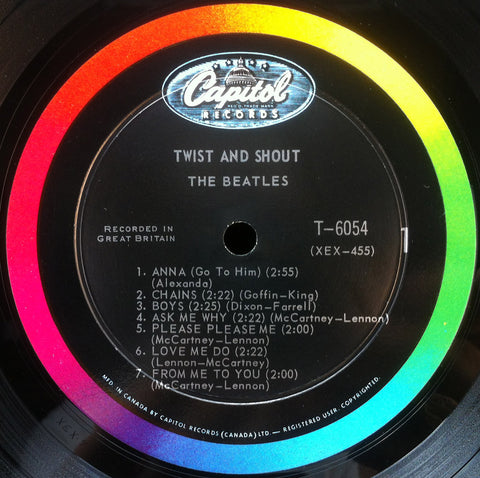 Capitol
REG. TRADE MARK
RECORDS
TWIST AND SHOUT
THE BEATLES
RECORDED IN
GREAT BRITAIN
T-6054
(XEX-455)
1
1. ANNA (Go To Him) (2:55)
(Alexanda)
2. CHAINS (2:22) (Goffin-King)
3. BOYS (2:25) (Dixon-Farrell)
4. ASK ME WHY (2:22) (McCartney-Lennon)
5. PLEASE PLEASE ME (2:00)
(McCartney-Lennon)
6. LOVE ME DO (2:22)
(Lennon-McCartney)
7. FROM ME TO YOU (2:00)
(McCartney-Lennon)
MFD. IN CANADA BY CAPITOL RECORDS (CANADA) LTD. — REGISTERED USER. COPYRIGHTED.